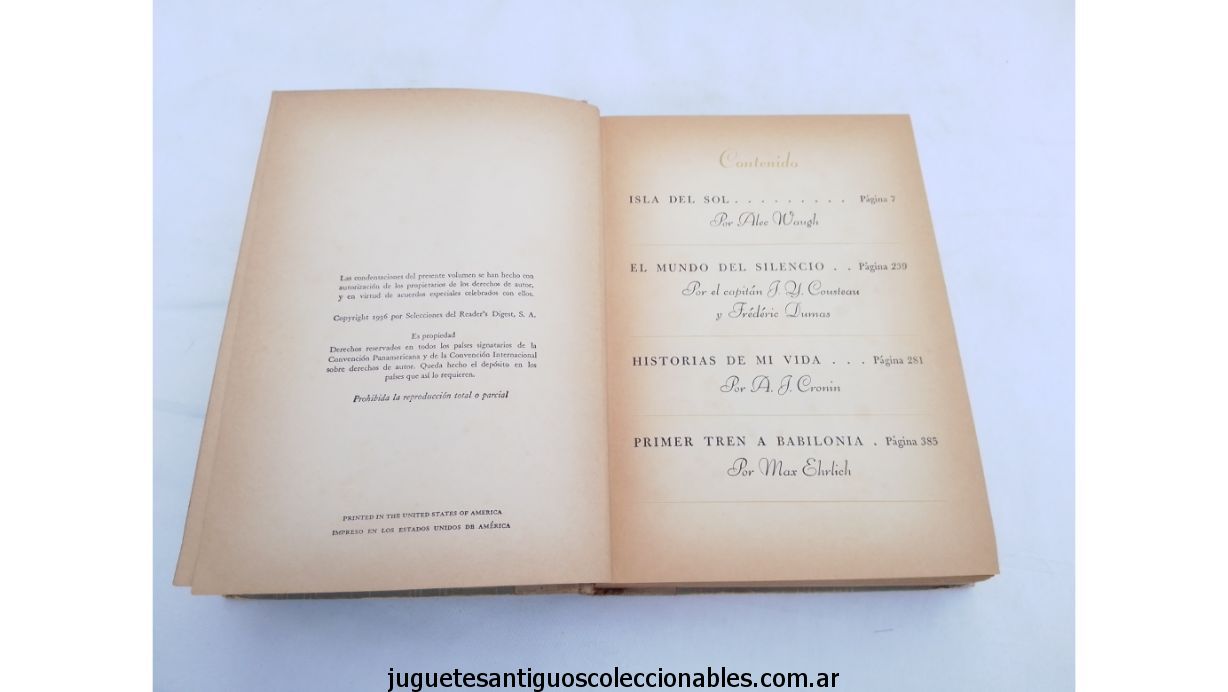 Las condensaciones del presente volumen se han hecho con
autorización de los propietarios de los derechos de autor,
y en virtud de acuerdos especiales celebrados con ellos.
Copyright 1956 por Selecciones del Reader's Digest, S. A.
Es propiedad
Derechos reservados en todos los países signatarios de la
Convención Panamericana y de la Convención Internacional
sobre derechos de autor. Queda hecho el depósito en los
países que así lo requieren.
Prohibida la reproducción total o parcial
PRINTED IN THE UNITED STATES OF AMERICA
IMPRESO EN LOS ESTADOS UNIDOS DE AMÉRICA
Contenido
ISLA DEL SOL . . . . . . . . . Página 7
Por Alec Waugh
EL MUNDO DEL SILENCIO . . Página 239
Por el capitán J. Y. Cousteau
y Frédéric Dumas
HISTORIAS DE MI VIDA . . . Página 281
Por A. J. Cronin
PRIMER TREN A BABILONIA . Página 385
Por Max Ehrlich
juguetesantiguoscoleccionables.com.ar